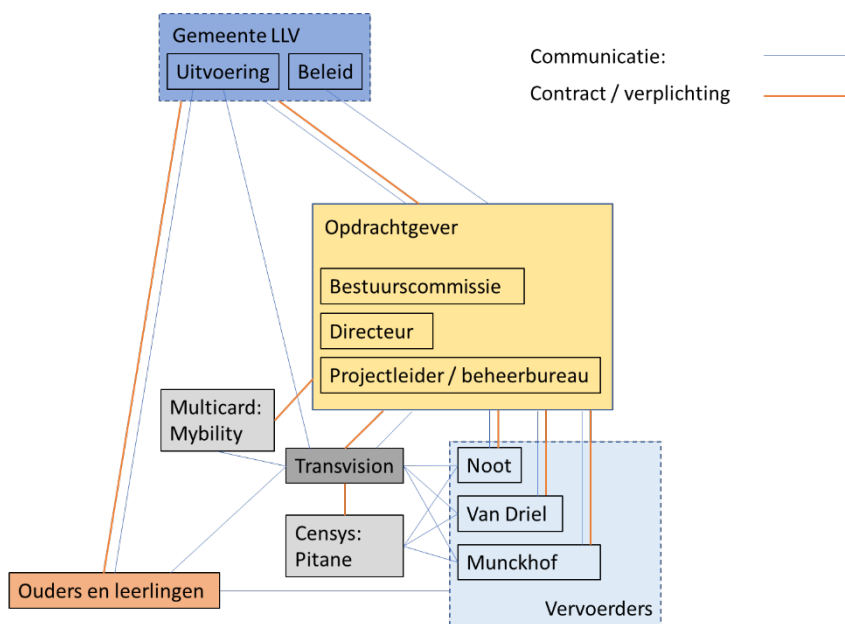 Gemeente LLV
Uitvoering
Beleid
Communicatie:
Contract / verplichting
Opdrachtgever
Bestuurscommissie
Directeur
Projectleider / beheerbureau
Multicard:
Mybility
Transvision
Censys:
Pitane
Noot
Van Driel
Munckhof
Vervoerders
Ouders en leerlingen